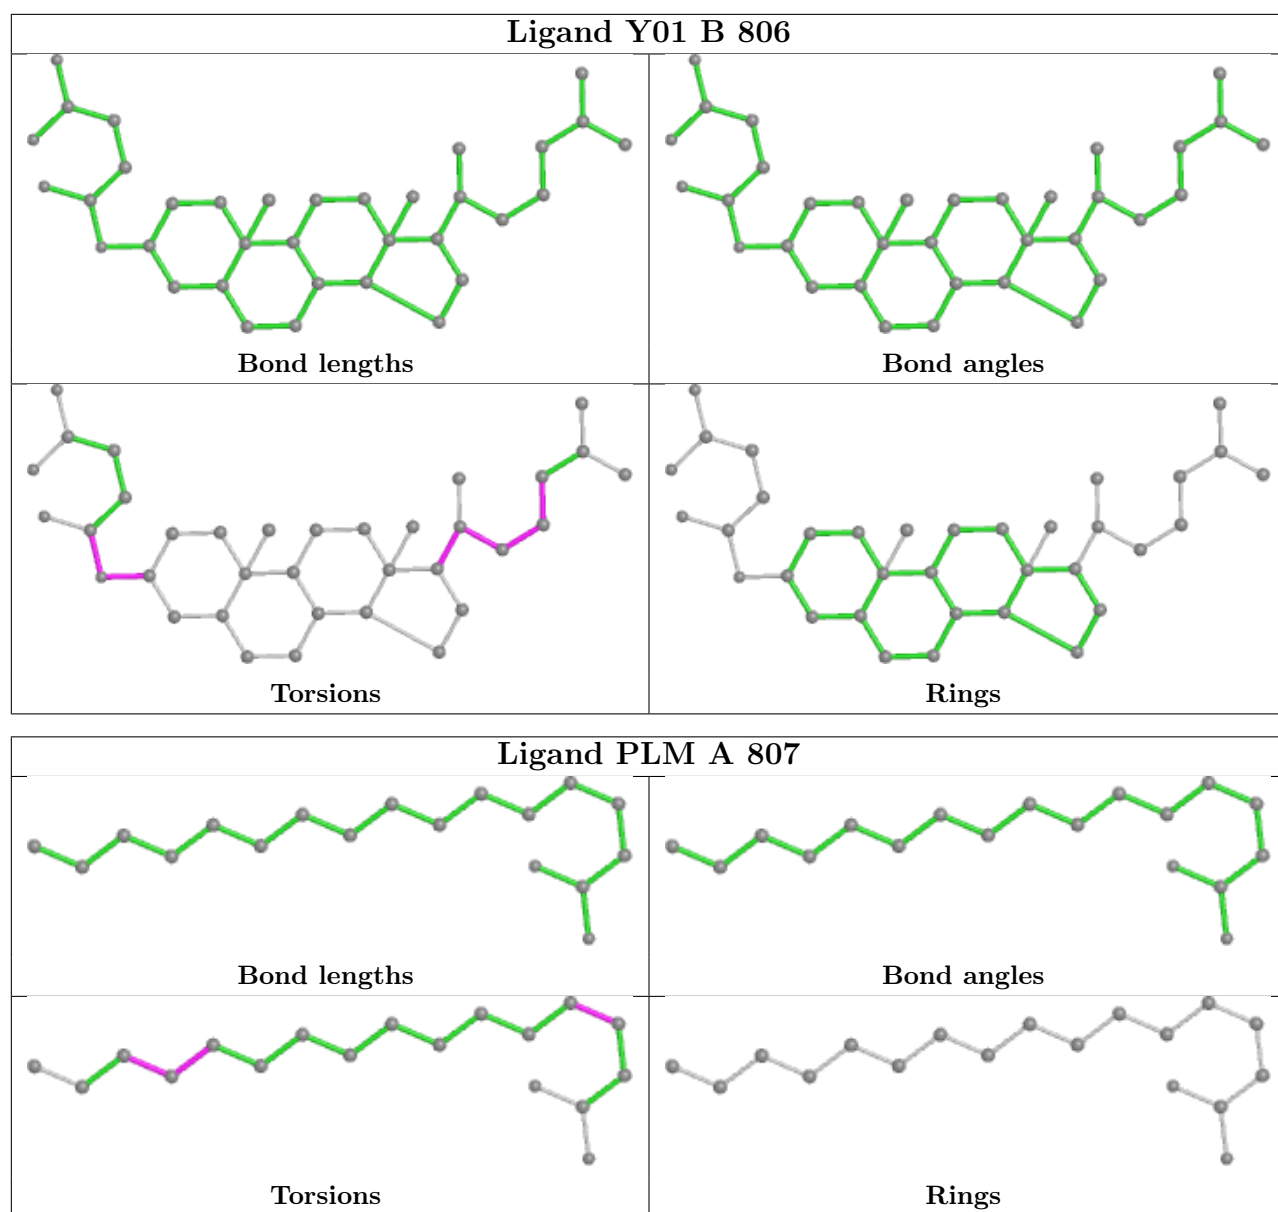 Ligand Y01 B 806
Bond lengths
Bond angles
Torsions
Rings
Ligand PLM A 807
Bond lengths
Bond angles
Torsions
Rings